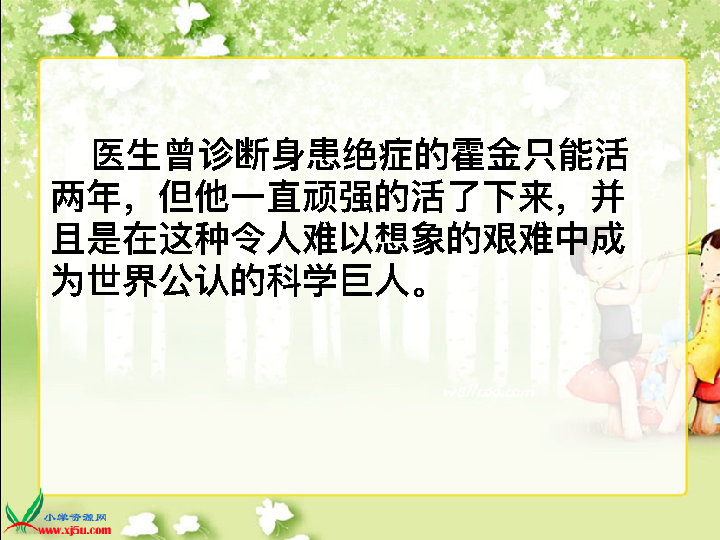 医生曾诊断身患绝症的霍金只能活
两年，但他一直顽强的活了下来，并
且是在这种令人难以想象的艰难中成
为世界公认的科学巨人。
小学资源网
www.xj5u.com